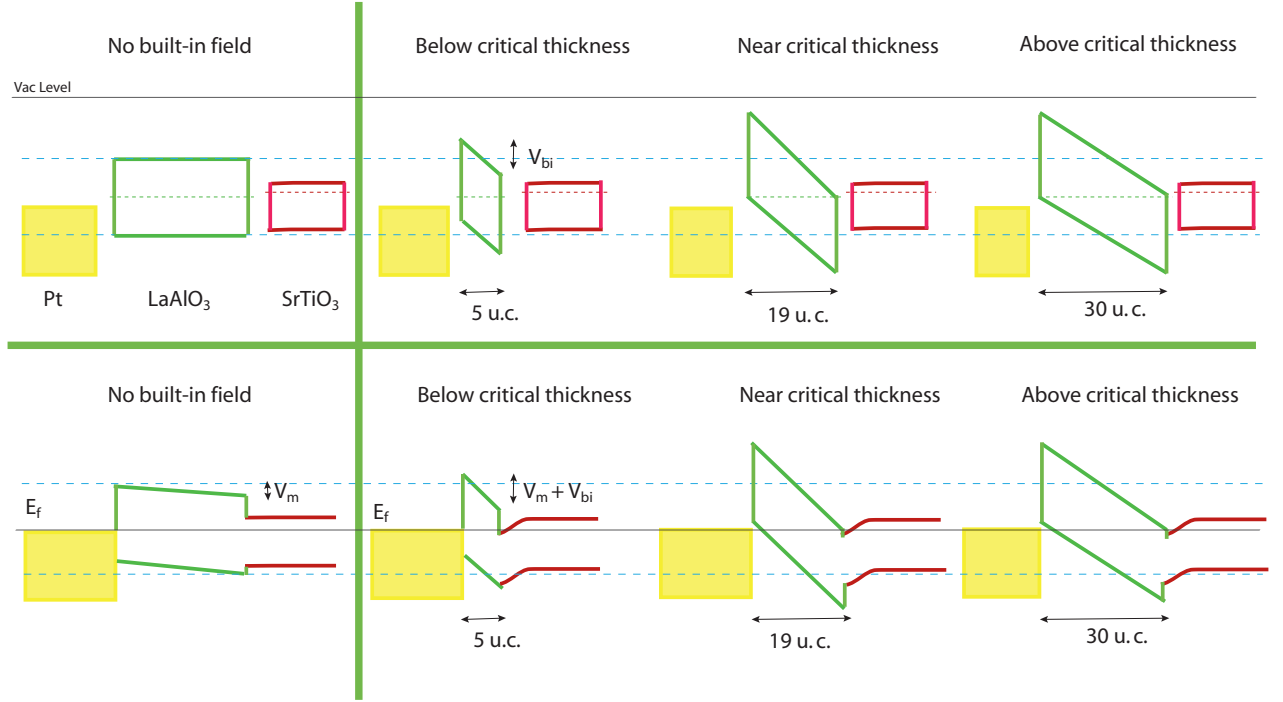 No built-in field
Below critical thickness
Near critical thickness
Above critical thickness
Vac Level
V_bi
Pt
LaAlO₃
SrTiO₃
5 u.c.
19 u. c.
30 u. c.
No built-in field
Below critical thickness
Near critical thickness
Above critical thickness
E_f
V_m
E_f
V_m + V_bi
5 u.c.
19 u. c.
30 u. c.